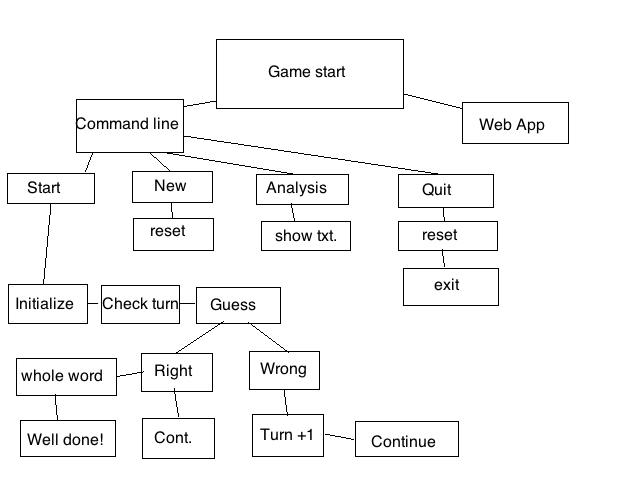 Game start
Command line
Web App
Start
New
Analysis
Quit
reset
show txt.
reset
exit
Initialize
Check turn
Guess
whole word
Right
Wrong
Well done!
Cont.
Turn +1
Continue